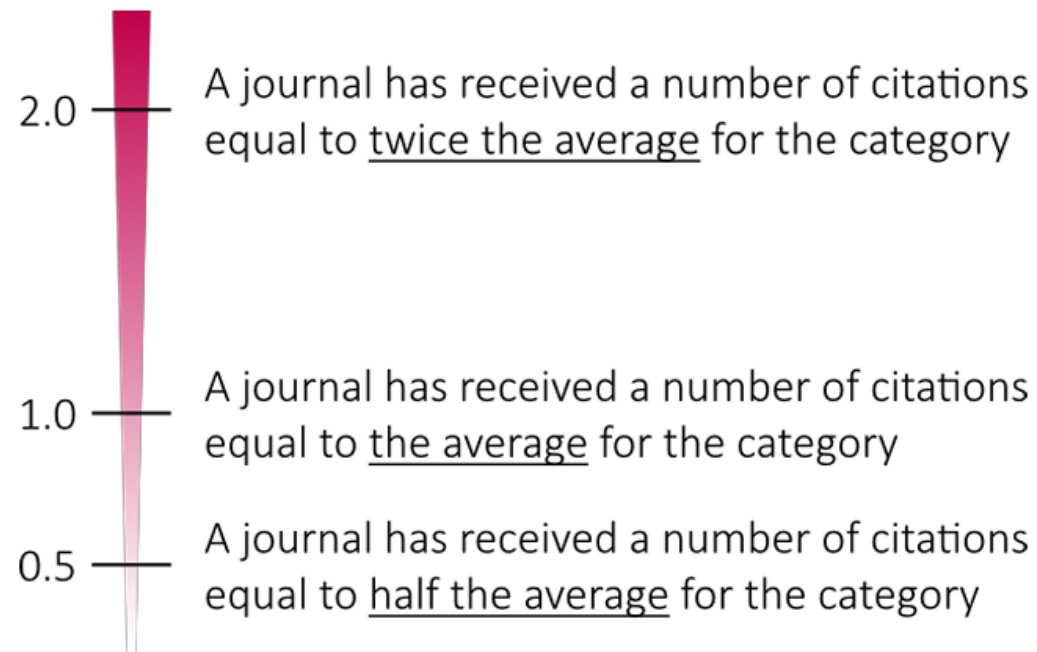 2.0
A journal has received a number of citations
equal to twice the average for the category
1.0
A journal has received a number of citations
equal to the average for the category
0.5
A journal has received a number of citations
equal to half the average for the category